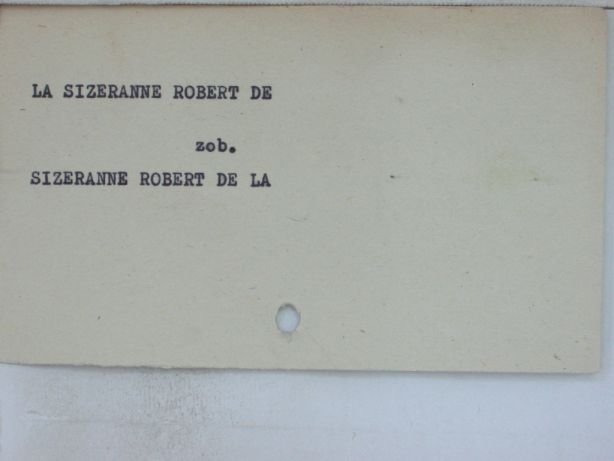 LA SIZERANNE ROBERT DE
zob.
SIZERANNE ROBERT DE LA